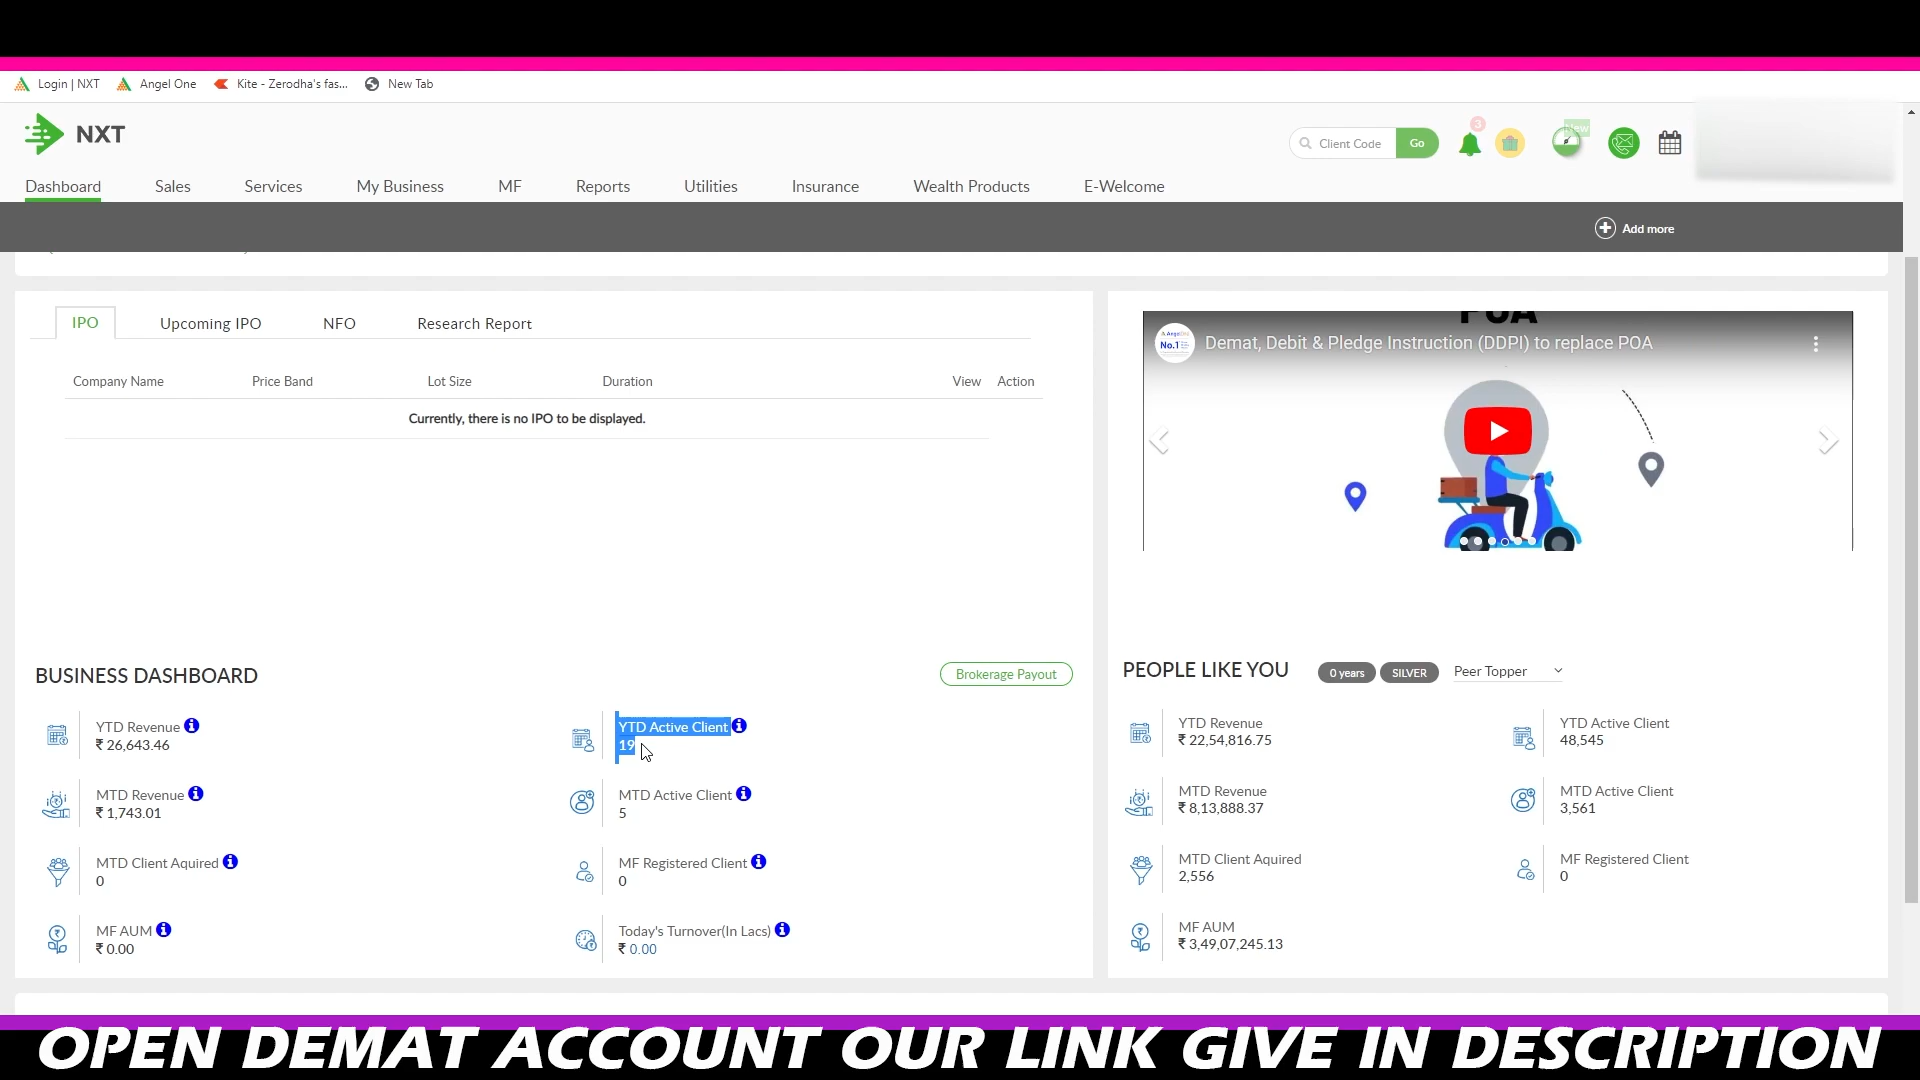 Login | NXT
Angel One
Kite - Zerodha's fas...
New Tab
NXT
Client Code
Go
3
New
Dashboard
Sales
Services
My Business
MF
Reports
Utilities
Insurance
Wealth Products
E-Welcome
Add more
IPO
Upcoming IPO
NFO
Research Report
Company Name
Price Band
Lot Size
Duration
View
Action
Currently, there is no IPO to be displayed.
No.1
Demat, Debit & Pledge Instruction (DDPI) to replace POA
BUSINESS DASHBOARD
Brokerage Payout
YTD Revenue
₹ 26,643.46
YTD Active Client
19
MTD Revenue
₹ 1,743.01
MTD Active Client
5
MTD Client Aquired
0
MF Registered Client
0
MF AUM
₹ 0.00
Today's Turnover(In Lacs)
₹ 0.00
PEOPLE LIKE YOU
0 years
SILVER
Peer Topper
YTD Revenue
₹ 22,54,816.75
YTD Active Client
48,545
MTD Revenue
₹ 8,13,888.37
MTD Active Client
3,561
MTD Client Aquired
2,556
MF Registered Client
0
MF AUM
₹ 3,49,07,245.13
OPEN DEMAT ACCOUNT OUR LINK GIVE IN DESCRIPTION